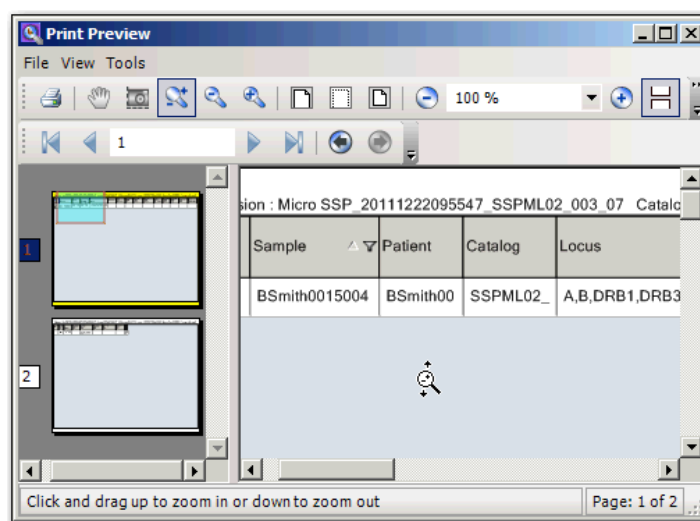 Print Preview
File View Tools
100 %
1
sion : Micro SSP_20111222095547_SSPML02_003_07 Catalo
Sample Patient Catalog Locus
BSmith0015004 BSmith00 SSPML02_ A,B,DRB1,DRB3
1
2
Click and drag up to zoom in or down to zoom out
Page: 1 of 2